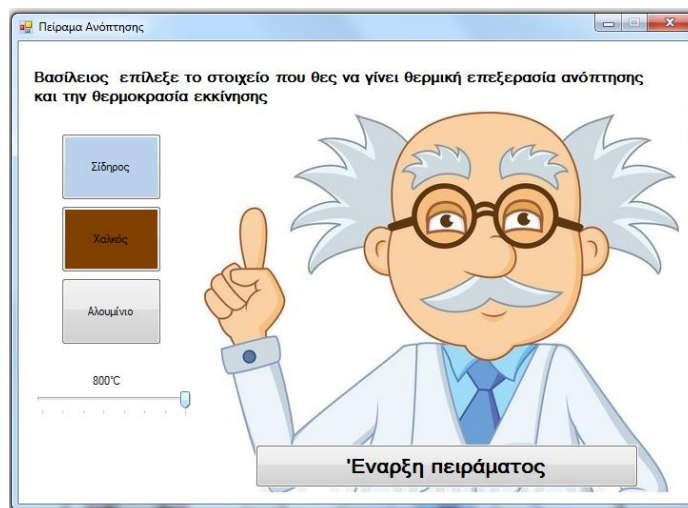 Πείραμα Ανόπτησης
Βασίλειος  επίλεξε το στοιχείο που θες να γίνει θερμική επεξερασία ανόπτησης
και την θερμοκρασία εκκίνησης
Σίδηρος
Χαλκός
Αλουμίνιο
800°C
Έναρξη πειράματος